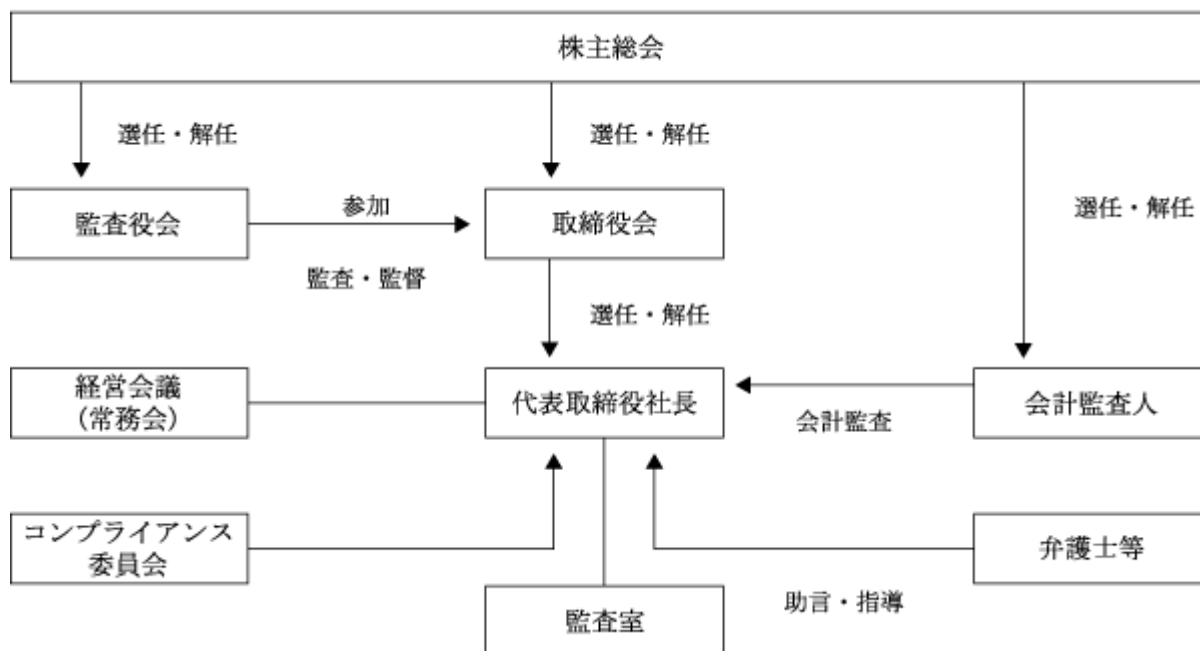 株主総会
選任・解任
選任・解任
選任・解任
監査役会
参加
取締役会
監査・監督
選任・解任
経営会議
（常務会）
代表取締役社長
会計監査
会計監査人
コンプライアンス
委員会
弁護士等
助言・指導
監査室